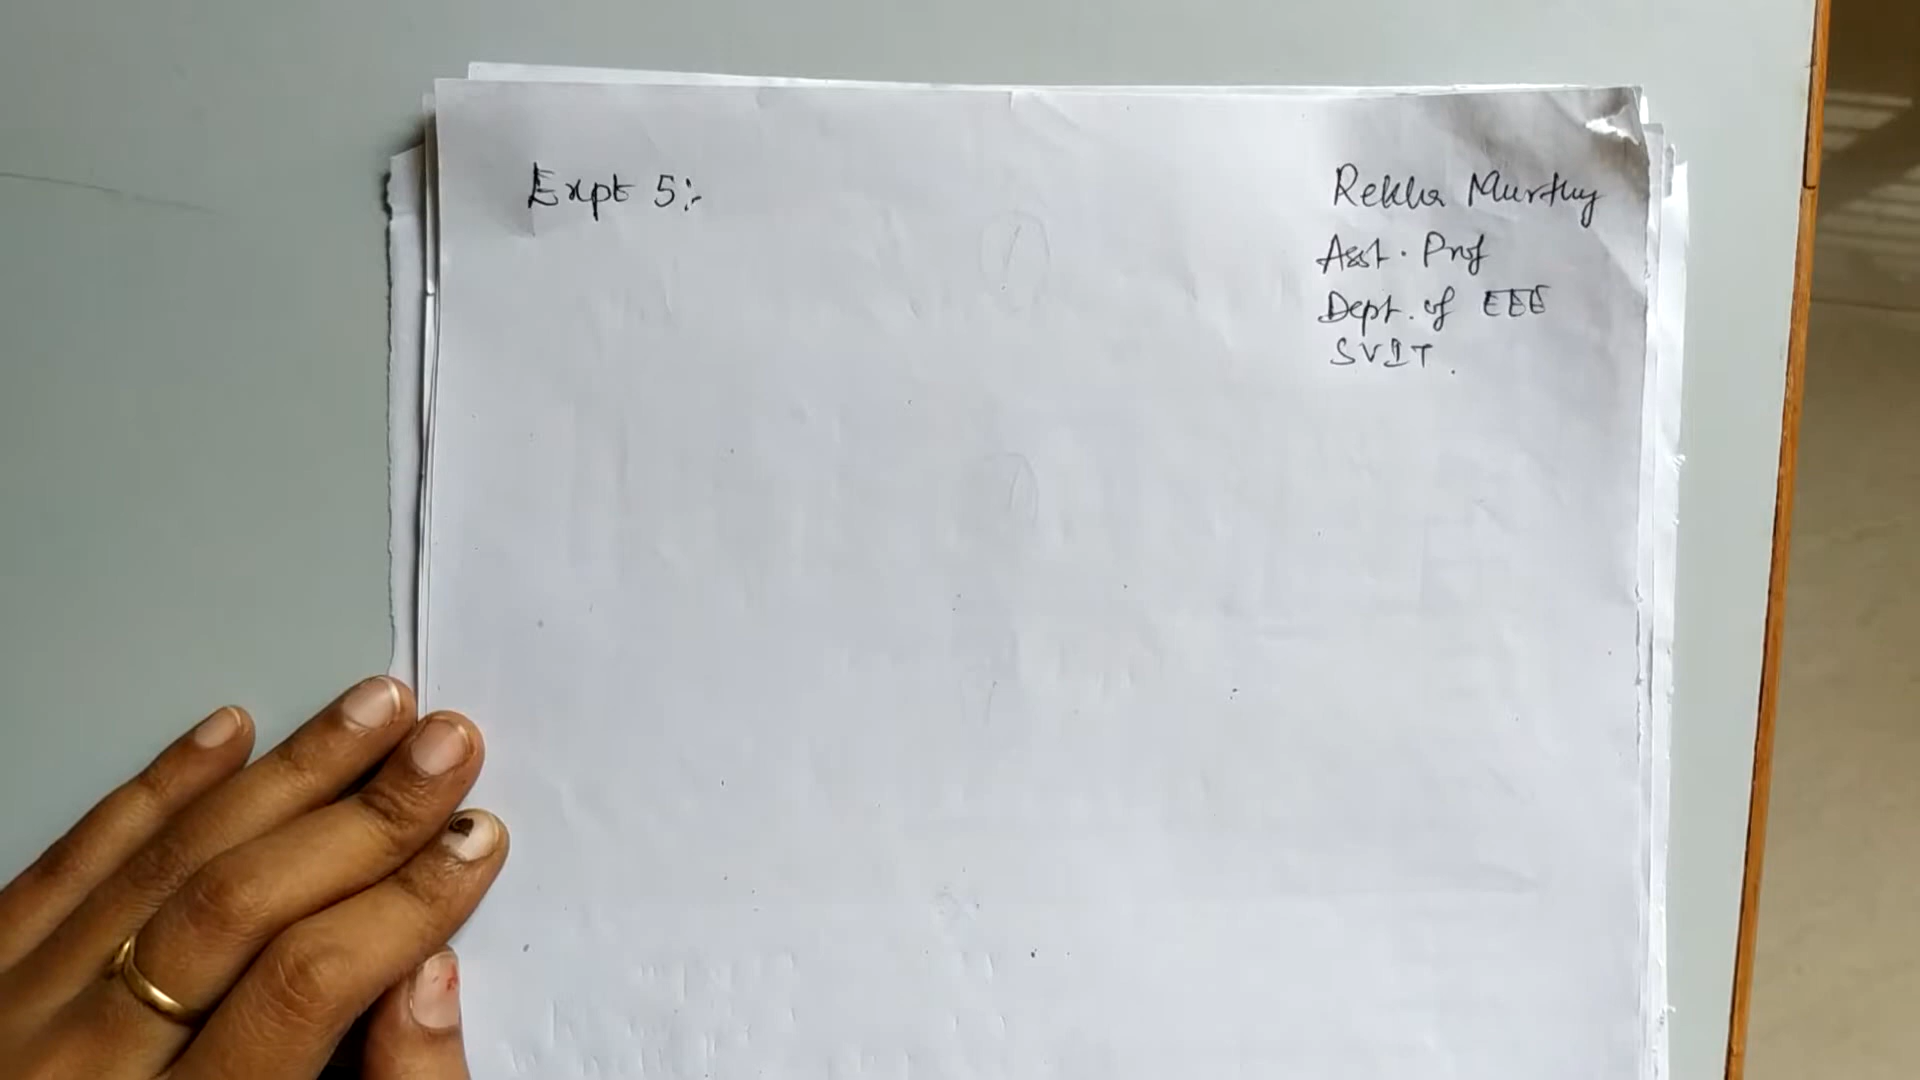 Expt 5:-
Rekha Murthy
Asst. Prof
Dept. of EEE
SVIT.